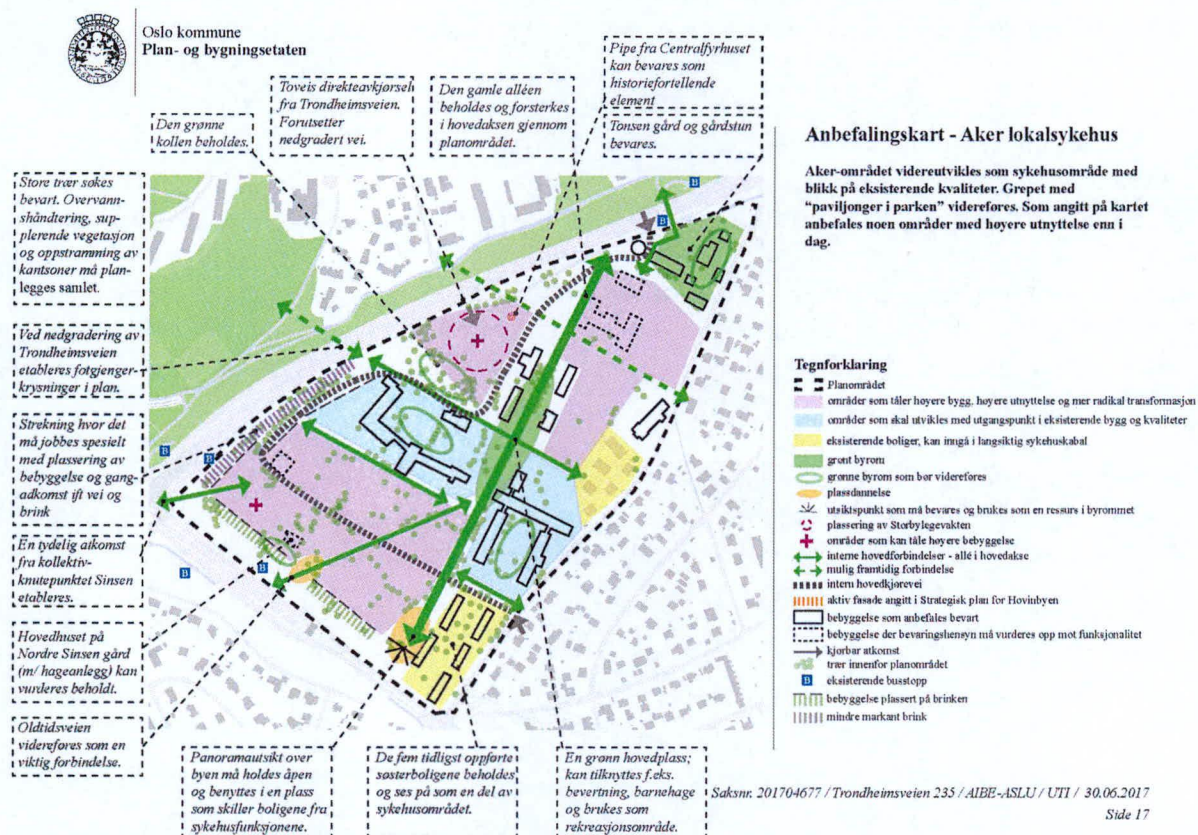 Oslo kommune
Plan- og bygningsetaten
Den grønne
kollen beholdes.
Toveis direkteavkjørsel
fra Trondheimsveien.
Forutsetter
nedgradert vei.
Den gamle alléen
beholdes og forsterkes
i hovedaksen gjennom
planområdet.
Pipe fra Centralfyrhuset
kan bevares som
historiefortellende
element
Tonsen gård og gårdstun
bevares.
Store trær søkes
bevart. Overvanns-
håndtering, sup-
plerende vegetasjon
og oppstramming av
kantsoner må plan-
legges samlet.
Ved nedgradering av
Trondheimsveien
etableres fotgjenger-
krysninger i plan.
Strekning hvor det
må jobbes spesielt
med plassering av
bebyggelse og gang-
adkomst ift vei og
brink
En tydelig atkomst
fra kollektiv-
knutepunktet Sinsen
etableres.
Hovedhuset på
Nordre Sinsen gård
(m/ hageanlegg) kan
vurderes beholdt.
Oldtidsveien
videreføres som en
viktig forbindelse.
Panoramautsikt over
byen må holdes åpen
og benyttes i en plass
som skiller boligene fra
sykehusfunksjonene.
De fem tidligst oppførte
søsterboligene beholdes
og ses på som en del av
sykehusområdet.
En grønn hovedplass;
kan tilknyttes f.eks.
bevertning, barnehage
og brukes som
rekreasjonsområde.
B
B
B
B
B
B
Anbefalingskart - Aker lokalsykehus
Aker-området videreutvikles som sykehusområde med
blikk på eksisterende kvaliteter. Grepet med
"paviljonger i parken" videreføres. Som angitt på kartet
anbefales noen områder med høyere utnyttelse enn i
dag.
Tegnforklaring
Planområdet
områder som tåler høyere bygg, høyere utnyttelse og mer radikal transformasjon
områder som skal utvikles med utgangspunkt i eksisterende bygg og kvaliteter
eksisterende boliger, kan inngå i langsiktig sykehuskabal
grønt byrom
grønne byrom som bør videreføres
plassdannelse
utsiktspunkt som må bevares og brukes som en ressurs i byrommet
plassering av Storbylegevakten
områder som kan tåle høyere bebyggelse
interne hovedforbindelser - allé i hovedakse
mulig framtidig forbindelse
intern hovedkjørevei
aktiv fasade angitt i Strategisk plan for Hovinbyen
bebyggelse som anbefales bevart
bebyggelse der bevaringshensyn må vurderes opp mot funksjonalitet
kjørbar atkomst
trær innenfor planområdet
B eksisterende busstopp
bebyggelse plassert på brinken
mindre markant brink
Saksnr. 201704677 / Trondheimsveien 235 / AIBE-ASLU / UTI / 30.06.2017
Side 17